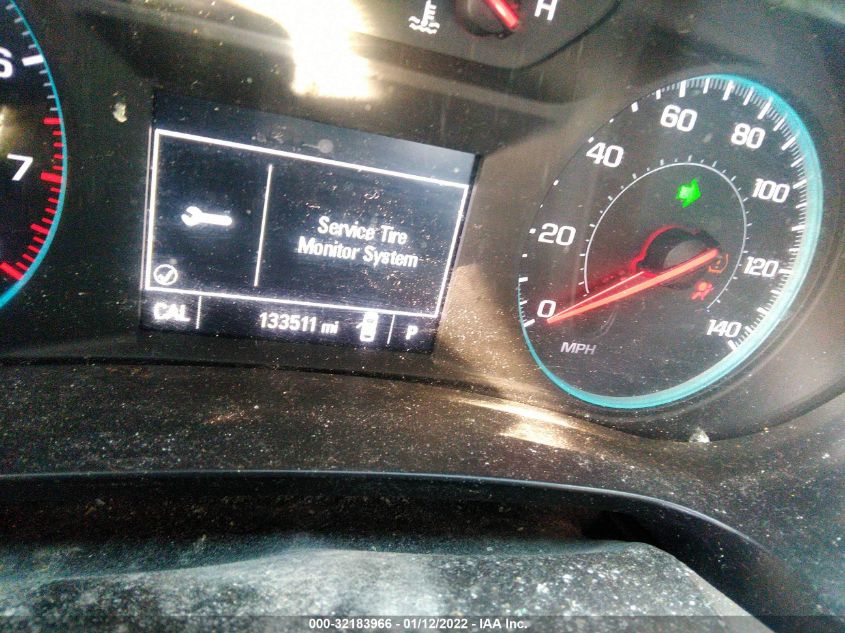 H
6
7
Service Tire
Monitor System
CAL
133511 mi
P
0
20
40
60
80
100
120
140
MPH
000-32183966 - 01/12/2022 - IAA Inc.